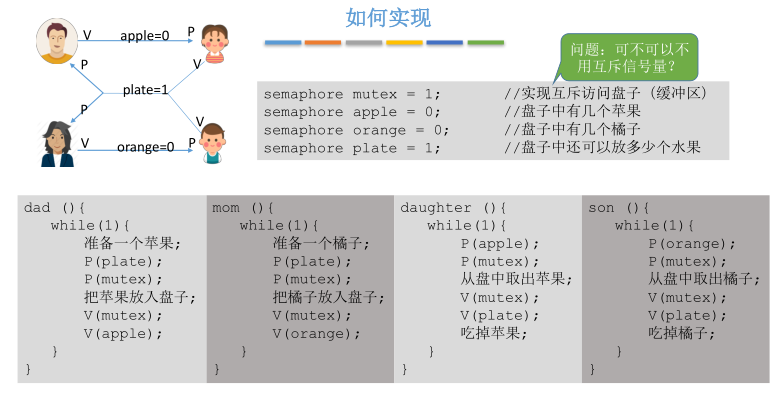 如何实现
V apple=0 P
P V
plate=1
P V
V orange=0 P
问题：可不可以不
用互斥信号量？
semaphore mutex = 1; //实现互斥访问盘子（缓冲区）
semaphore apple = 0; //盘子中有几个苹果
semaphore orange = 0; //盘子中有几个橘子
semaphore plate = 1; //盘子中还可以放多少个水果
dad (){
while(1){
准备一个苹果;
P(plate);
P(mutex);
把苹果放入盘子;
V(mutex);
V(apple);
}
}
mom (){
while(1){
准备一个橘子;
P(plate);
P(mutex);
把橘子放入盘子;
V(mutex);
V(orange);
}
}
daughter (){
while(1){
P(apple);
P(mutex);
从盘中取出苹果;
V(mutex);
V(plate);
吃掉苹果;
}
}
son (){
while(1){
P(orange);
P(mutex);
从盘中取出橘子;
V(mutex);
V(plate);
吃掉橘子;
}
}